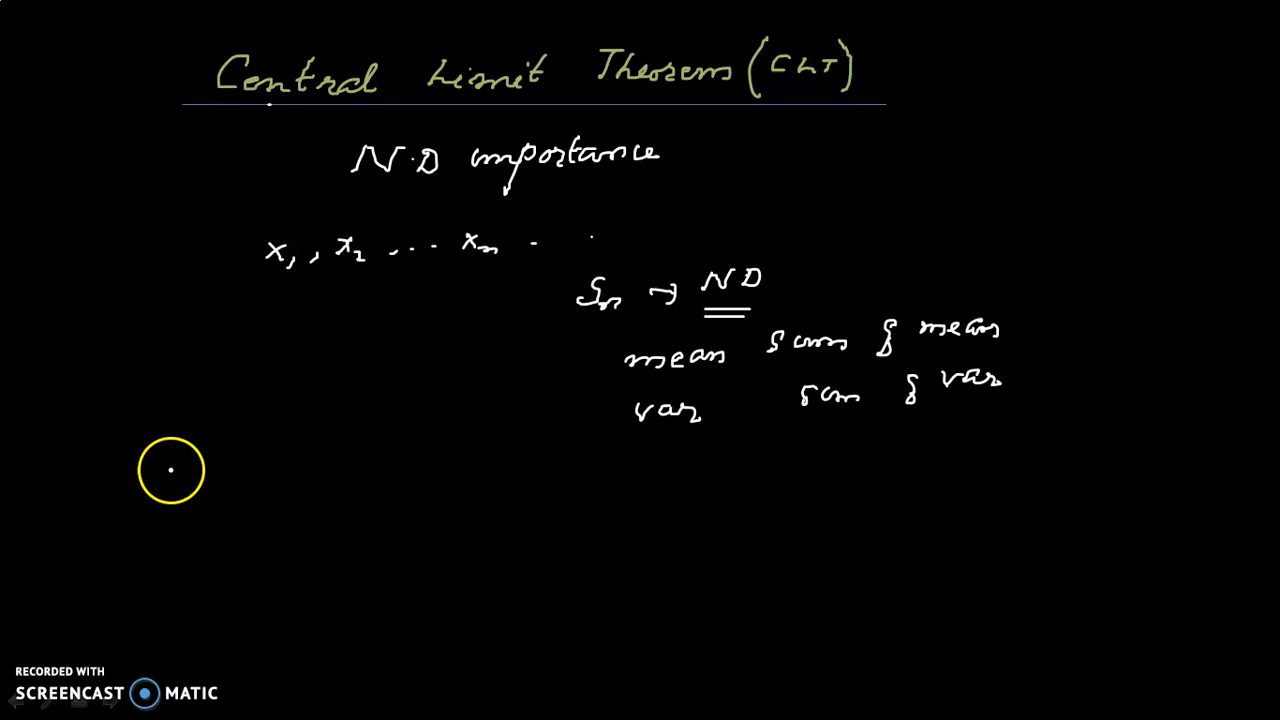 Central Limit Theorem (CLT)
N.D importance
x1, x2 ... xn - .
Sn → ND
mean sum of mean
var sum of var
RECORDED WITH
SCREENCAST MATIC